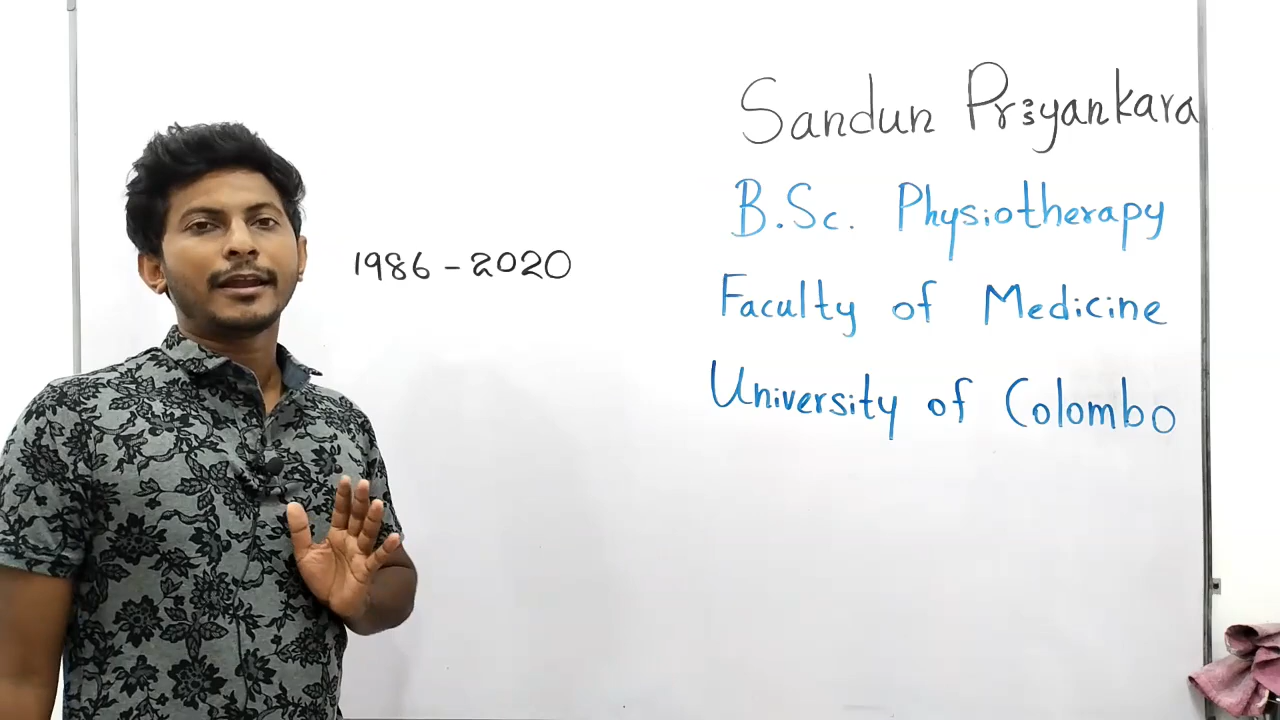 Sandun Priyankara
B.Sc. Physiotherapy
1986 - 2020
Faculty of Medicine
University of Colombo